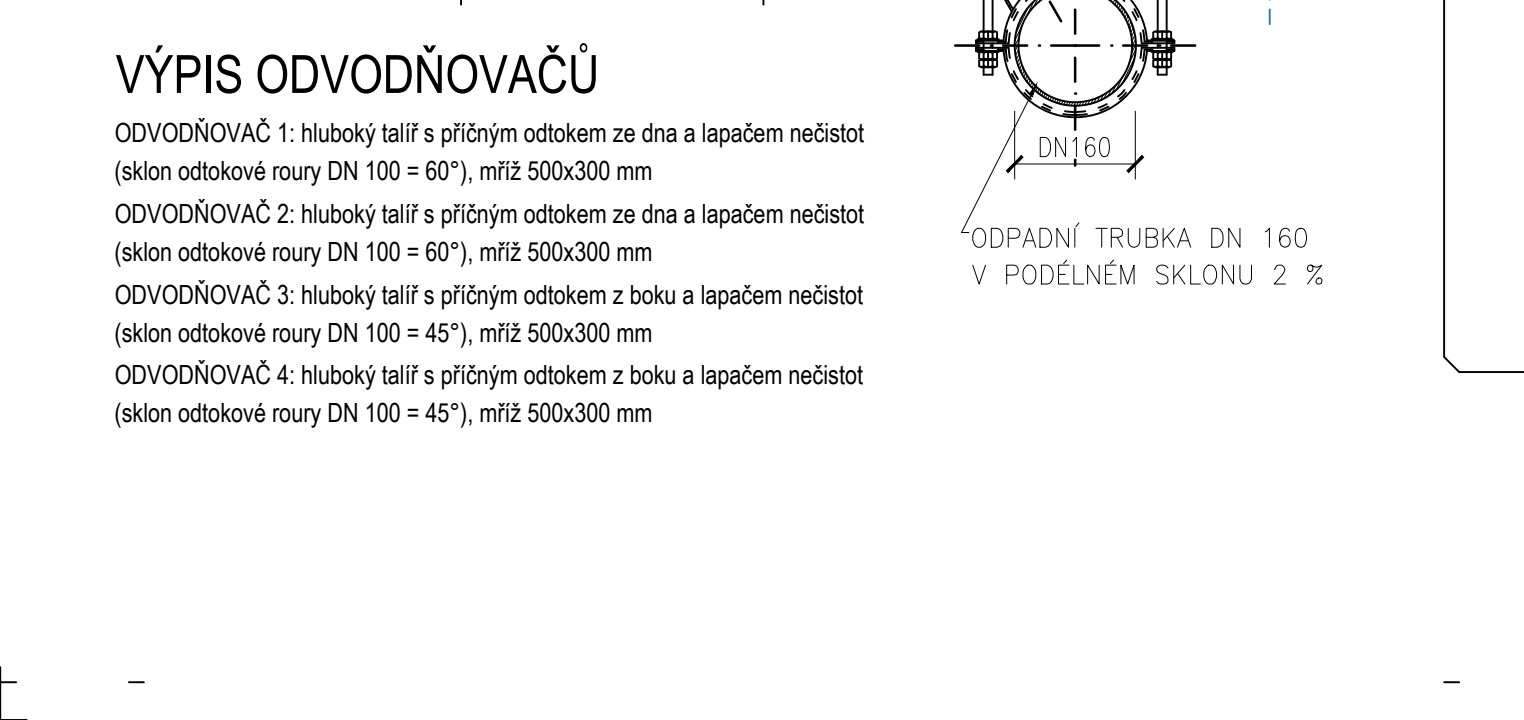 VÝPIS ODVODŇOVAČŮ
ODVODŇOVAČ 1: hluboký talíř s příčným odtokem ze dna a lapačem nečistot
(sklon odtokové roury DN 100 = 60°), mříž 500x300 mm
ODVODŇOVAČ 2: hluboký talíř s příčným odtokem ze dna a lapačem nečistot
(sklon odtokové roury DN 100 = 60°), mříž 500x300 mm
ODVODŇOVAČ 3: hluboký talíř s příčným odtokem z boku a lapačem nečistot
(sklon odtokové roury DN 100 = 45°), mříž 500x300 mm
ODVODŇOVAČ 4: hluboký talíř s příčným odtokem z boku a lapačem nečistot
(sklon odtokové roury DN 100 = 45°), mříž 500x300 mm
DN160
ODPADNÍ TRUBKA DN 160
V PODÉLNÉM SKLONU 2 %